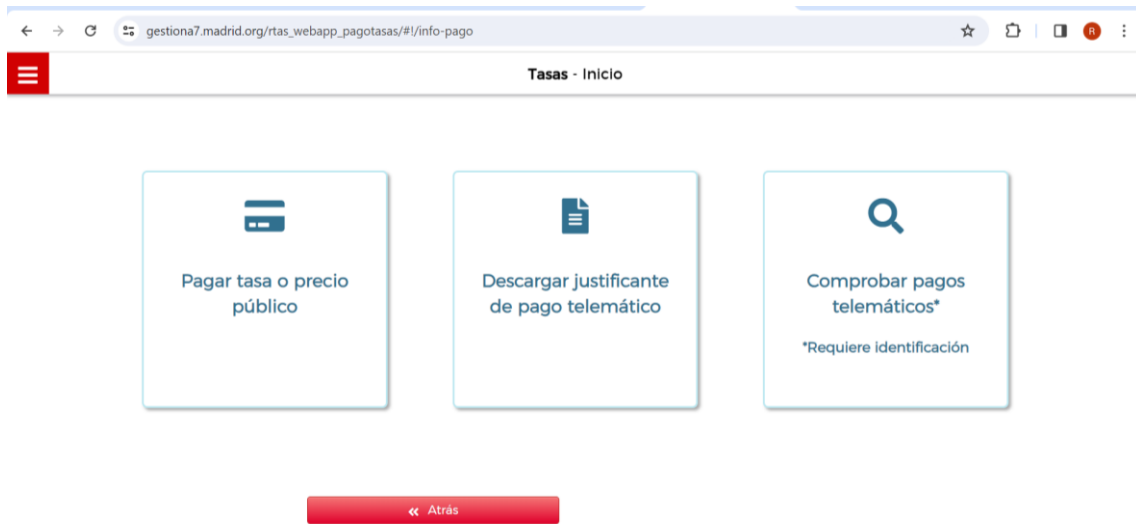 gestiona7.madrid.org/rtas_webapp_pagotasas/#!/info-pago
R
Tasas - Inicio
Pagar tasa o precio
público
Descargar justificante
de pago telemático
Comprobar pagos
telemáticos*
*Requiere identificación
« Atrás